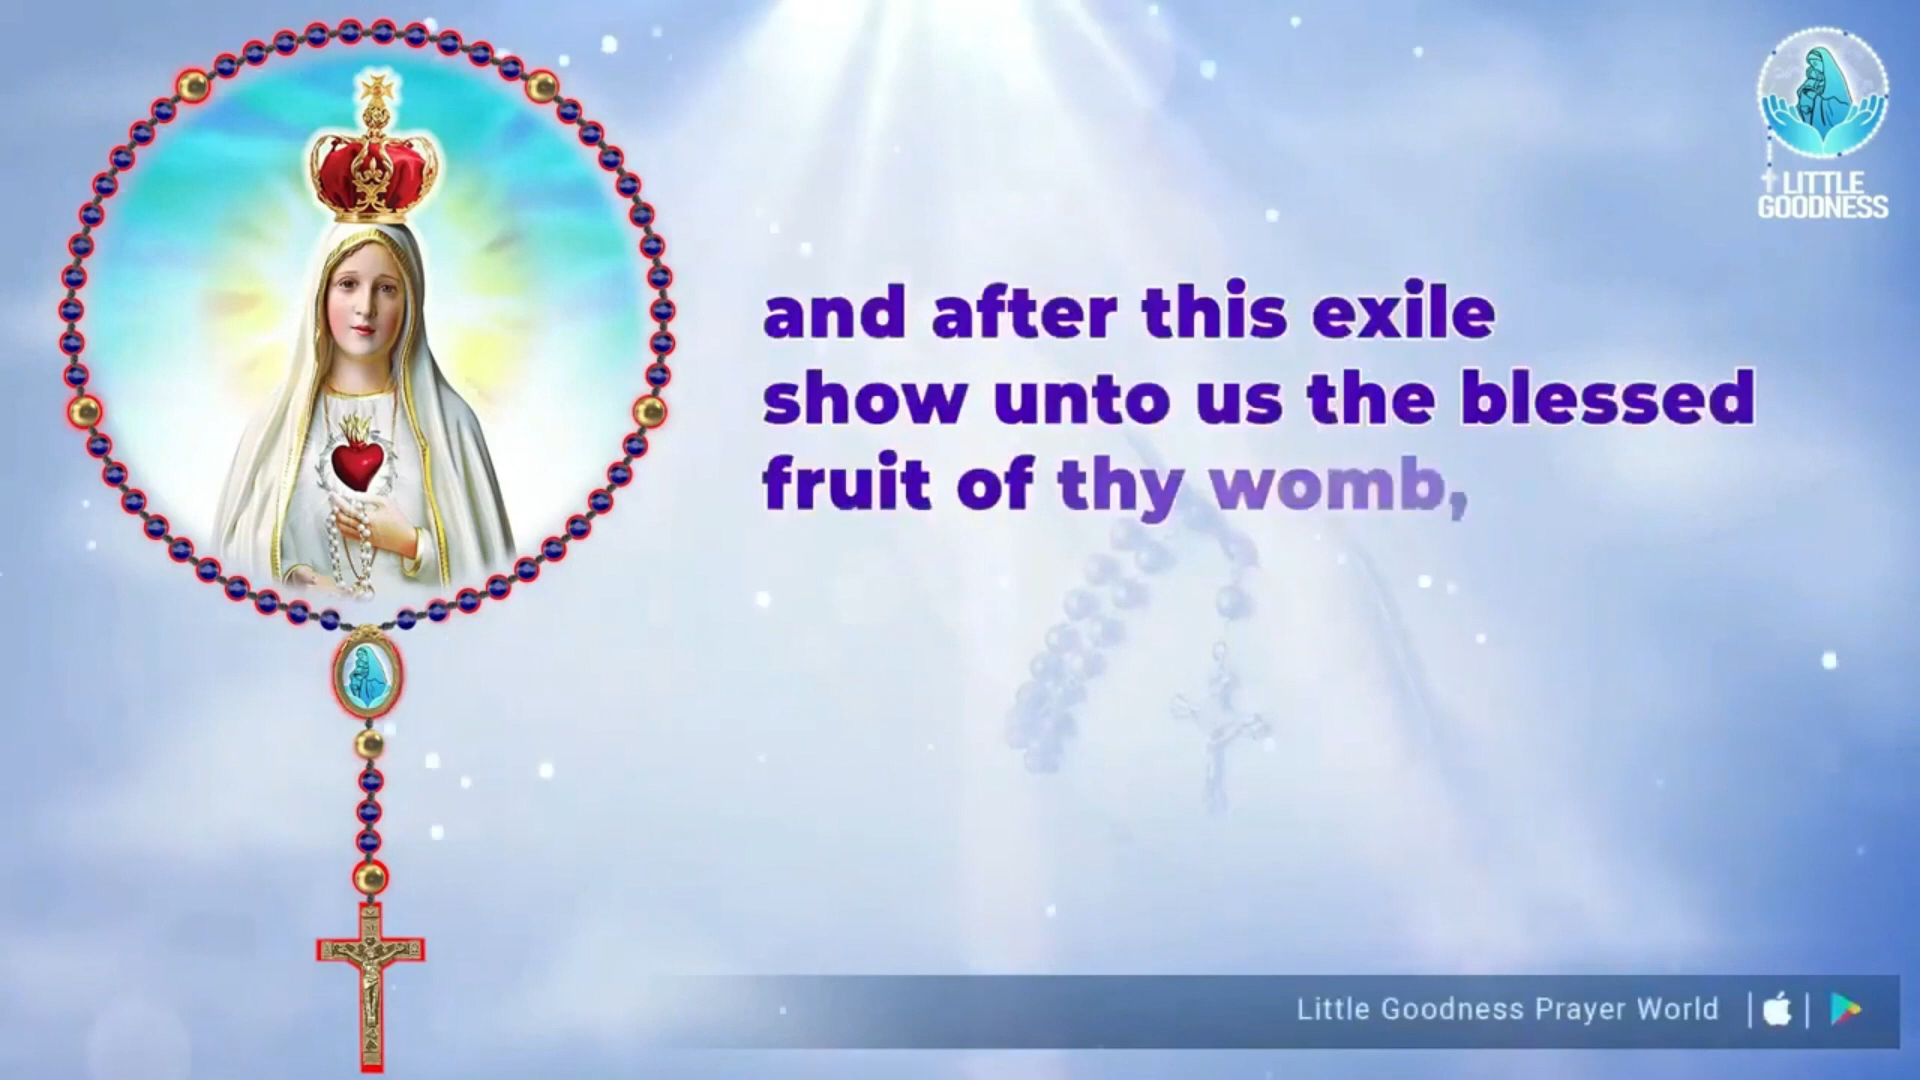 LITTLE
GOODNESS
and after this exile
show unto us the blessed
fruit of thy womb,
Little Goodness Prayer World